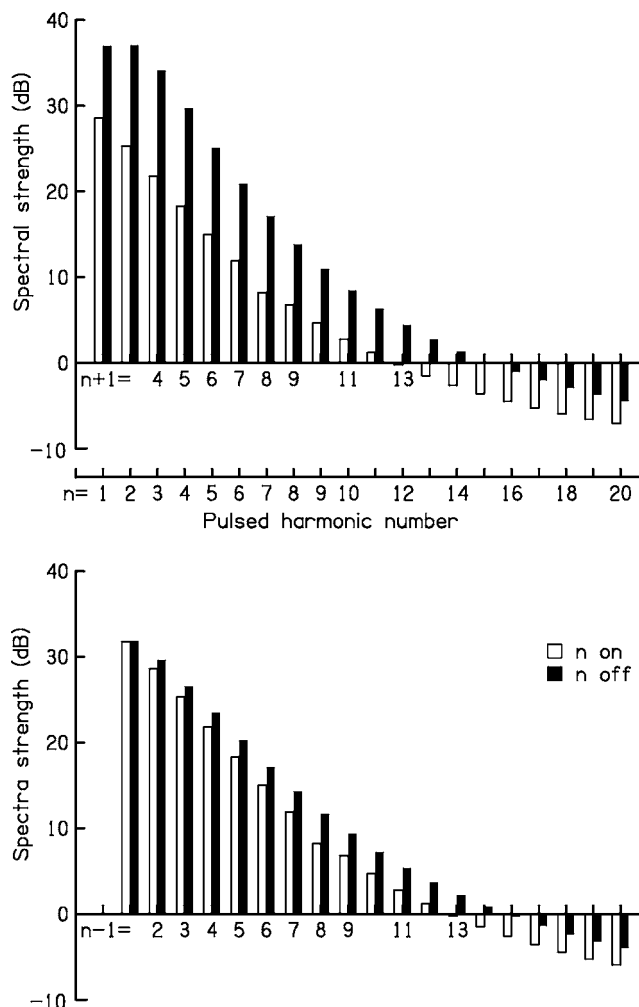 40
30
20
10
0
-10
Spectral strength (dB)
n+1= 4 5 6 7 8 9 11 13
n= 1 2 3 4 5 6 7 8 9 10 12 14 16 18 20
Pulsed harmonic number
40
30
20
10
0
-10
Spectra strength (dB)
n on
n off
n-1= 2 3 4 5 6 7 8 9 11 13